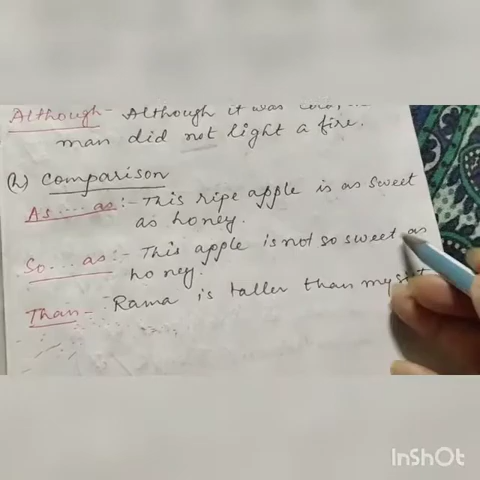 Although- Although it was
man did not light a fire.
(h) Comparison
As....as:- This ripe apple is as sweet
as honey.
So...as:- This apple is not so sweet as
honey.
Than- Rama is taller than my
InShOt